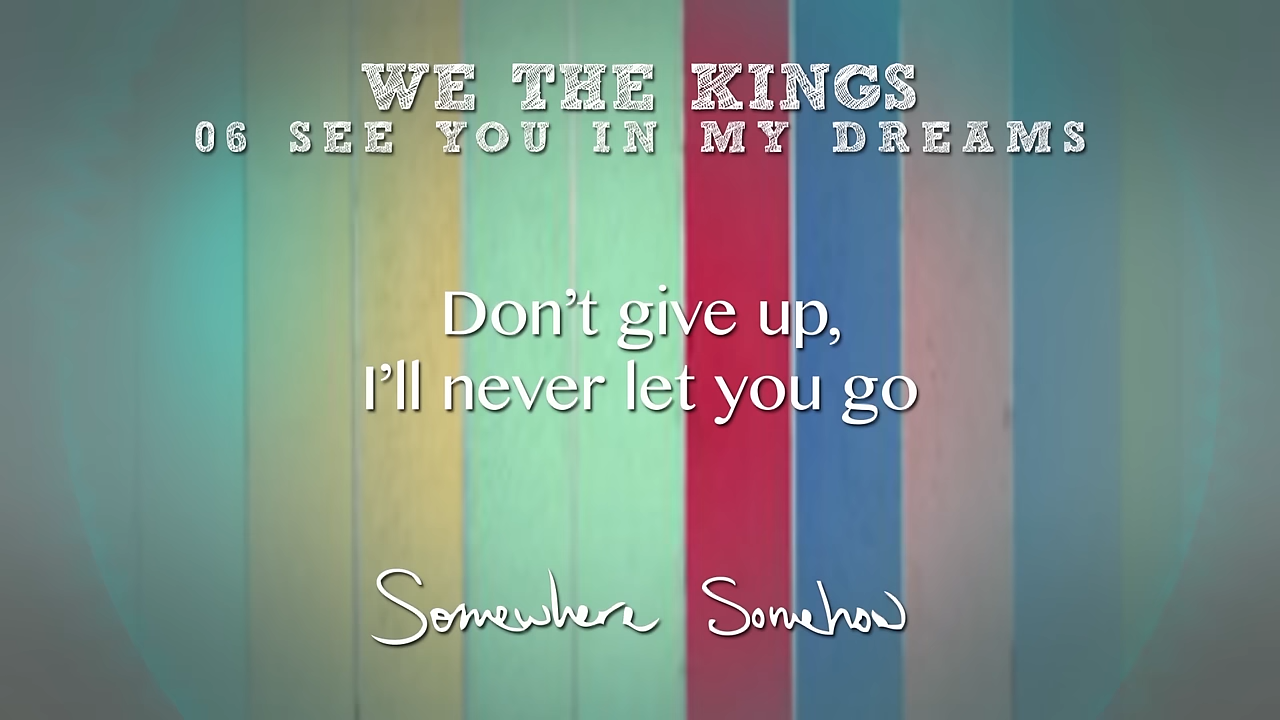 WE THE KINGS
06 SEE YOU IN MY DREAMS
Don’t give up,
I’ll never let you go
Somewhere Somehow